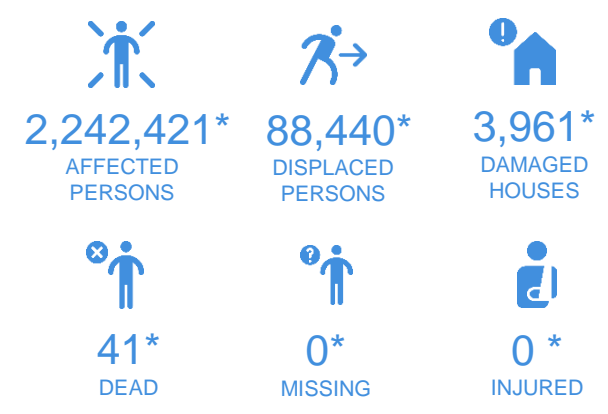 2,242,421* 88,440* 3,961*
AFFECTED PERSONS DISPLACED PERSONS DAMAGED HOUSES
41* 0* 0 *
DEAD MISSING INJURED